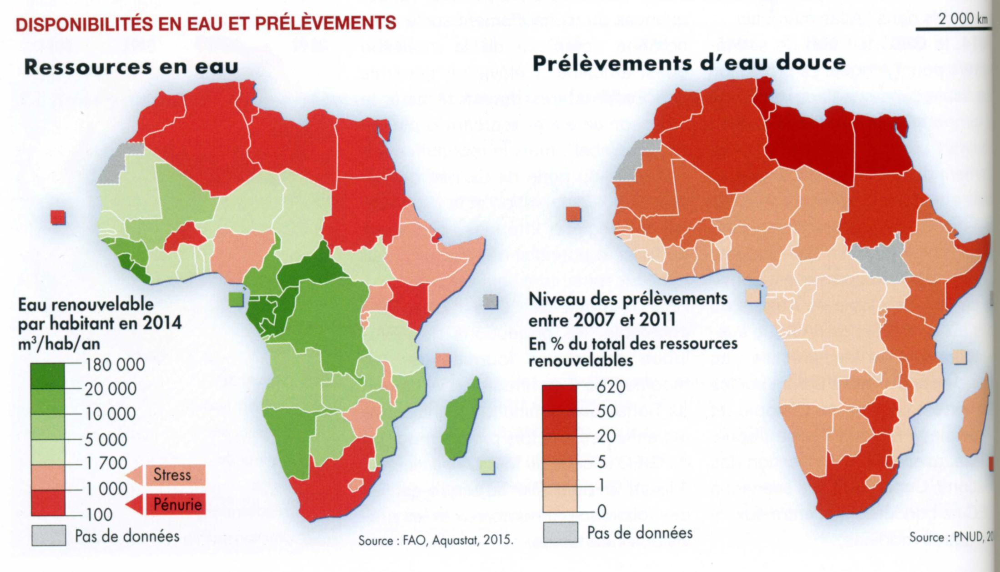 DISPONIBILITÉS EN EAU ET PRÉLÈVEMENTS
2 000 km
Ressources en eau
Eau renouvelable
par habitant en 2014
m³/hab/an
180 000
20 000
10 000
5 000
1 700
Stress
1 000
Pénurie
100
Pas de données
Source : FAO, Aquastat, 2015.
Prélèvements d'eau douce
Niveau des prélèvements
entre 2007 et 2011
En % du total des ressources
renouvelables
620
50
20
5
1
0
Pas de données
Source : PNUD,